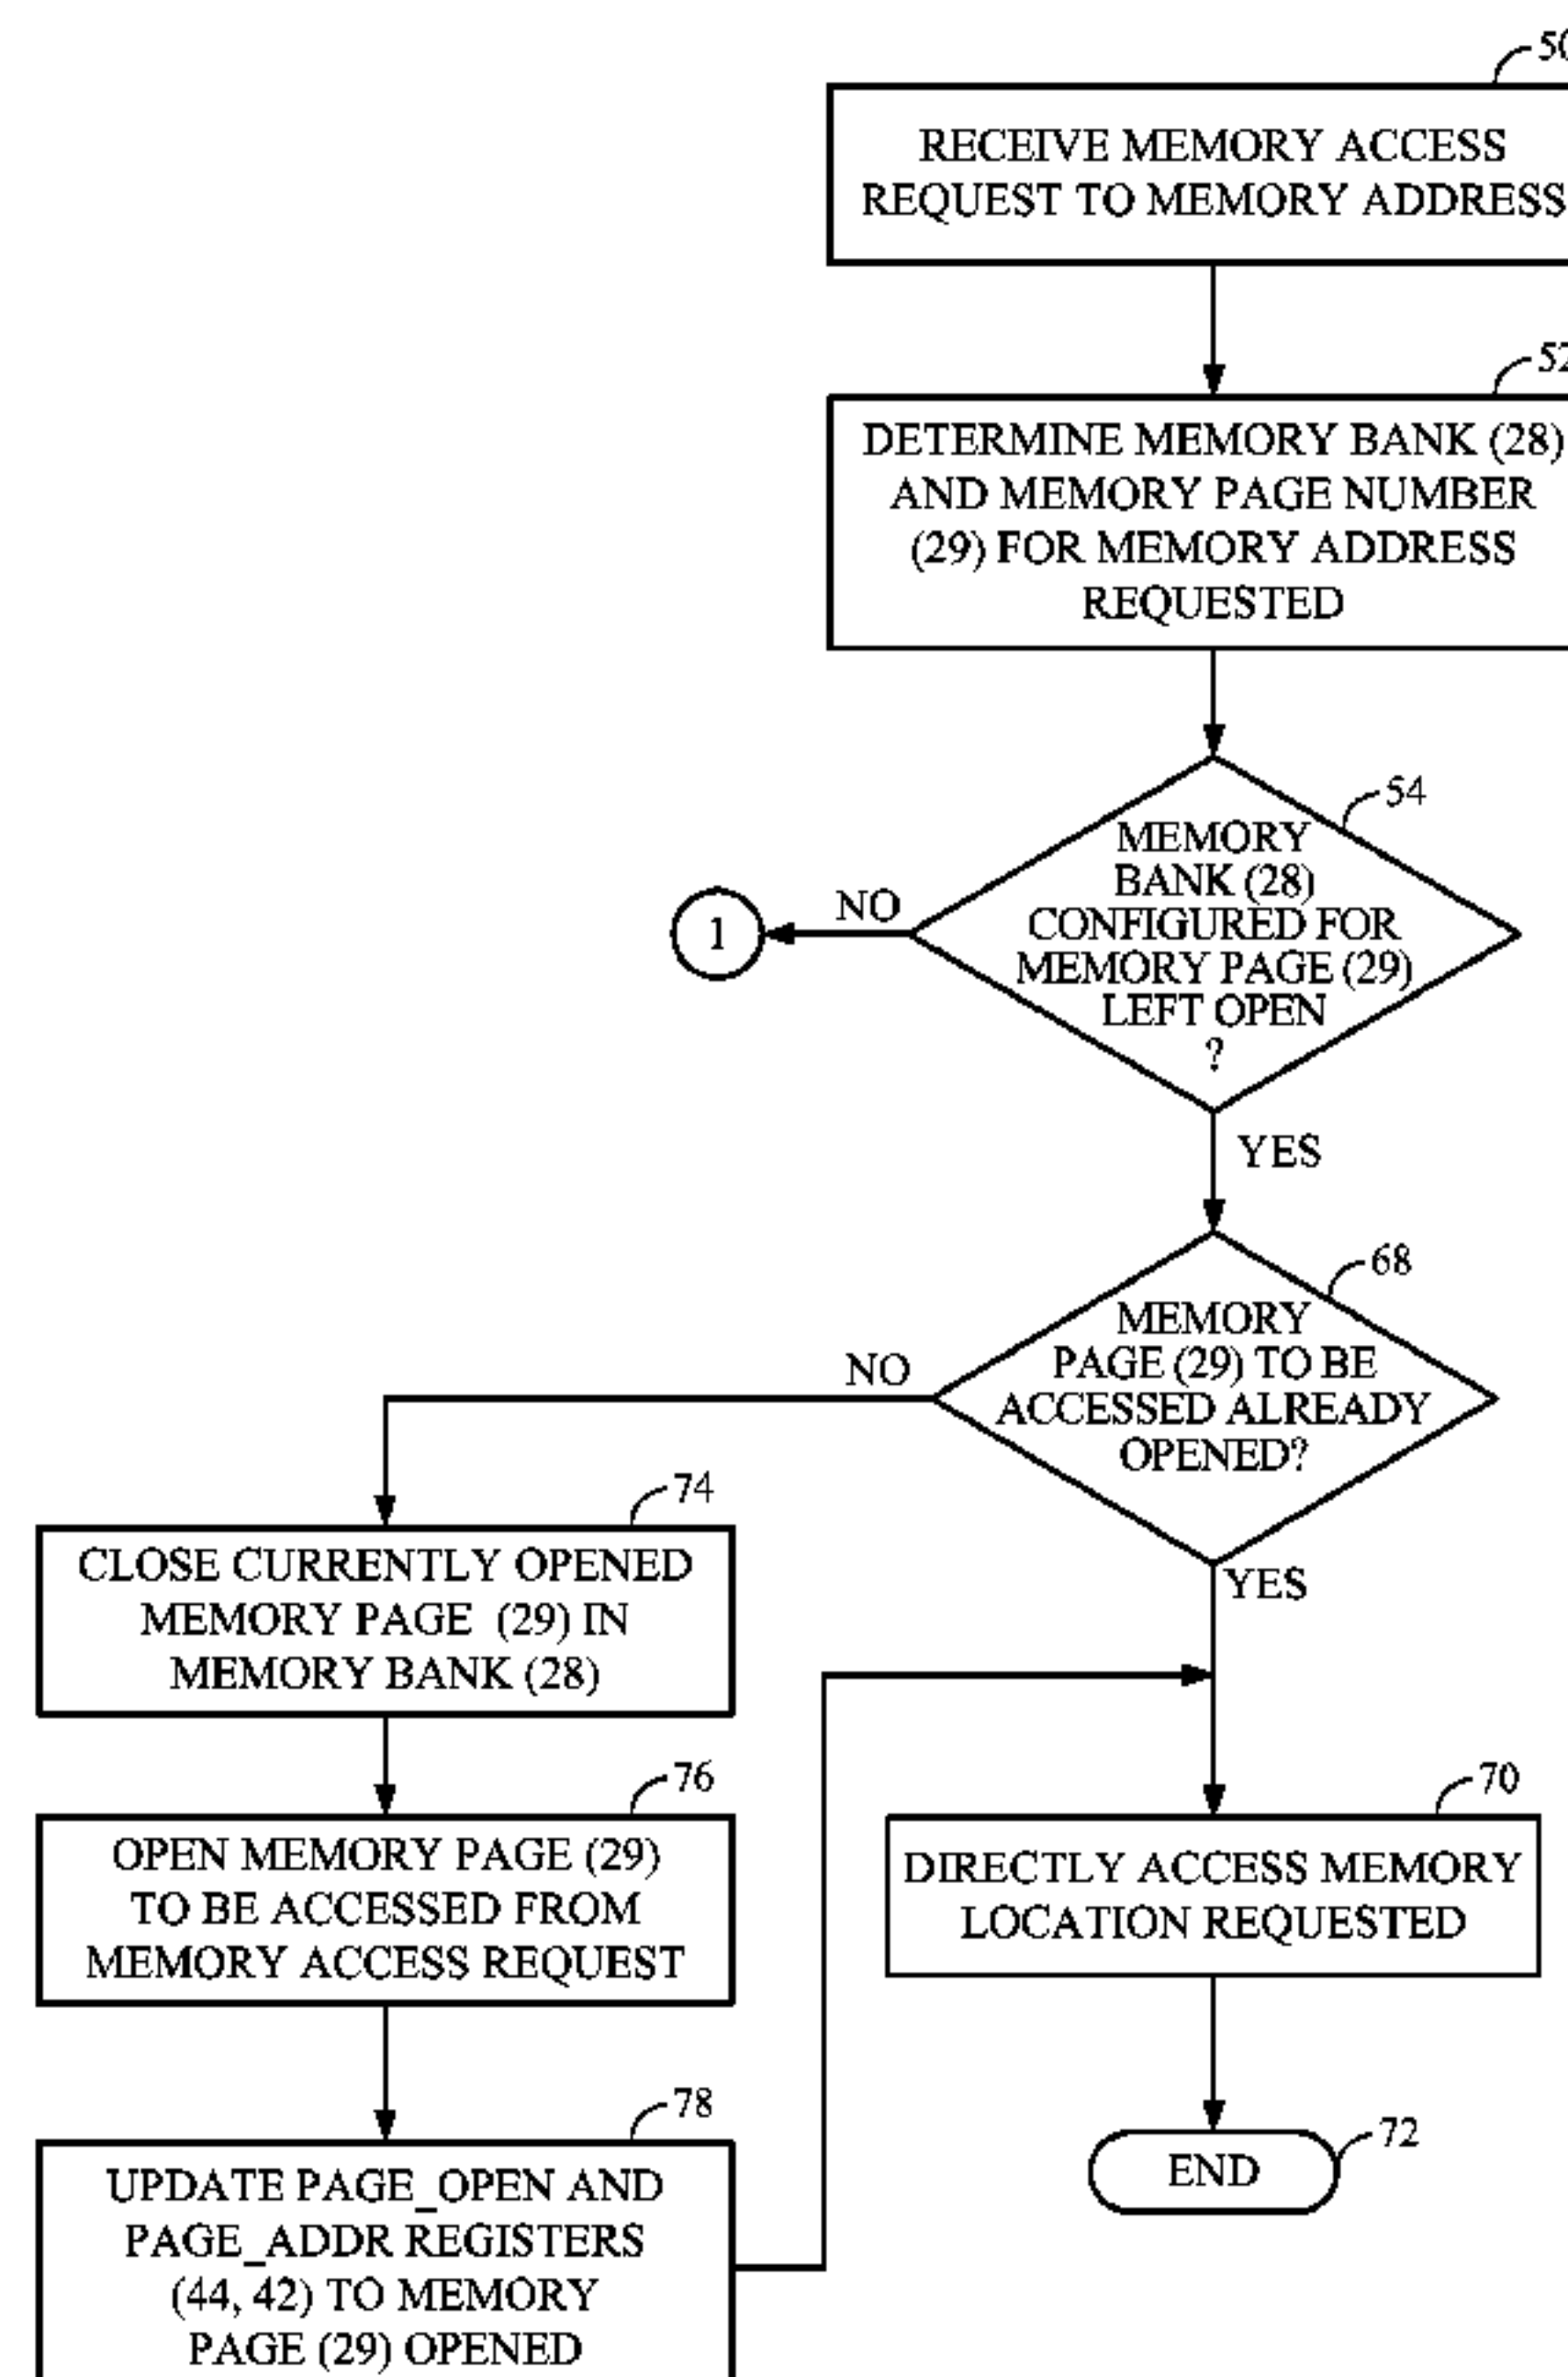 50
RECEIVE MEMORY ACCESS
REQUEST TO MEMORY ADDRESS
52
DETERMINE MEMORY BANK (28)
AND MEMORY PAGE NUMBER
(29) FOR MEMORY ADDRESS
REQUESTED
54
MEMORY
BANK (28)
CONFIGURED FOR
MEMORY PAGE (29)
LEFT OPEN
?
NO
1
YES
68
MEMORY
PAGE (29) TO BE
ACCESSED ALREADY
OPENED?
NO
YES
74
CLOSE CURRENTLY OPENED
MEMORY PAGE (29) IN
MEMORY BANK (28)
76
OPEN MEMORY PAGE (29)
TO BE ACCESSED FROM
MEMORY ACCESS REQUEST
78
UPDATE PAGE_OPEN AND
PAGE_ADDR REGISTERS
(44, 42) TO MEMORY
PAGE (29) OPENED
70
DIRECTLY ACCESS MEMORY
LOCATION REQUESTED
END
72